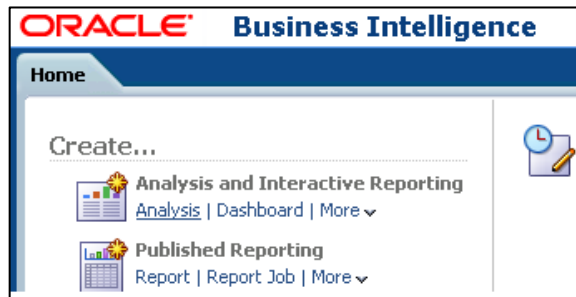 ORACLE Business Intelligence
Home
Create...
Analysis and Interactive Reporting
Analysis | Dashboard | More
Published Reporting
Report | Report Job | More